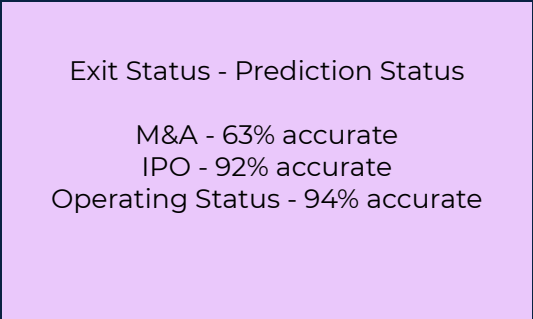 Exit Status - Prediction Status
M&A - 63% accurate
IPO - 92% accurate
Operating Status - 94% accurate